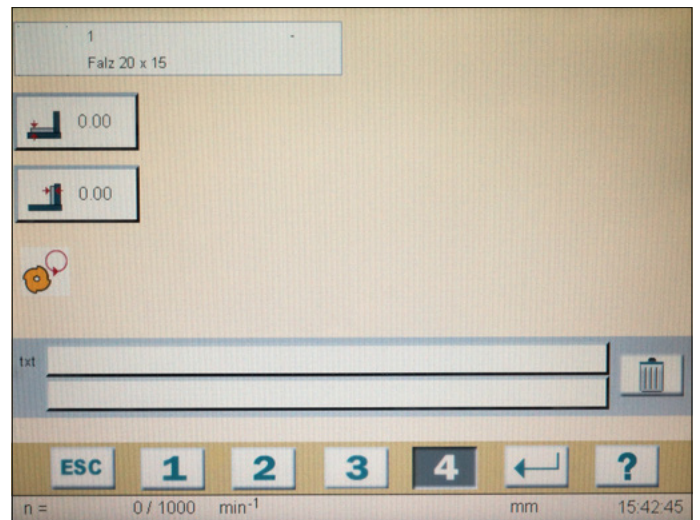 1
Falz 20 x 15
0.00
0.00
txt
ESC 1 2 3 4 ?
n = 0 / 1000 min-1 mm 15:42:45